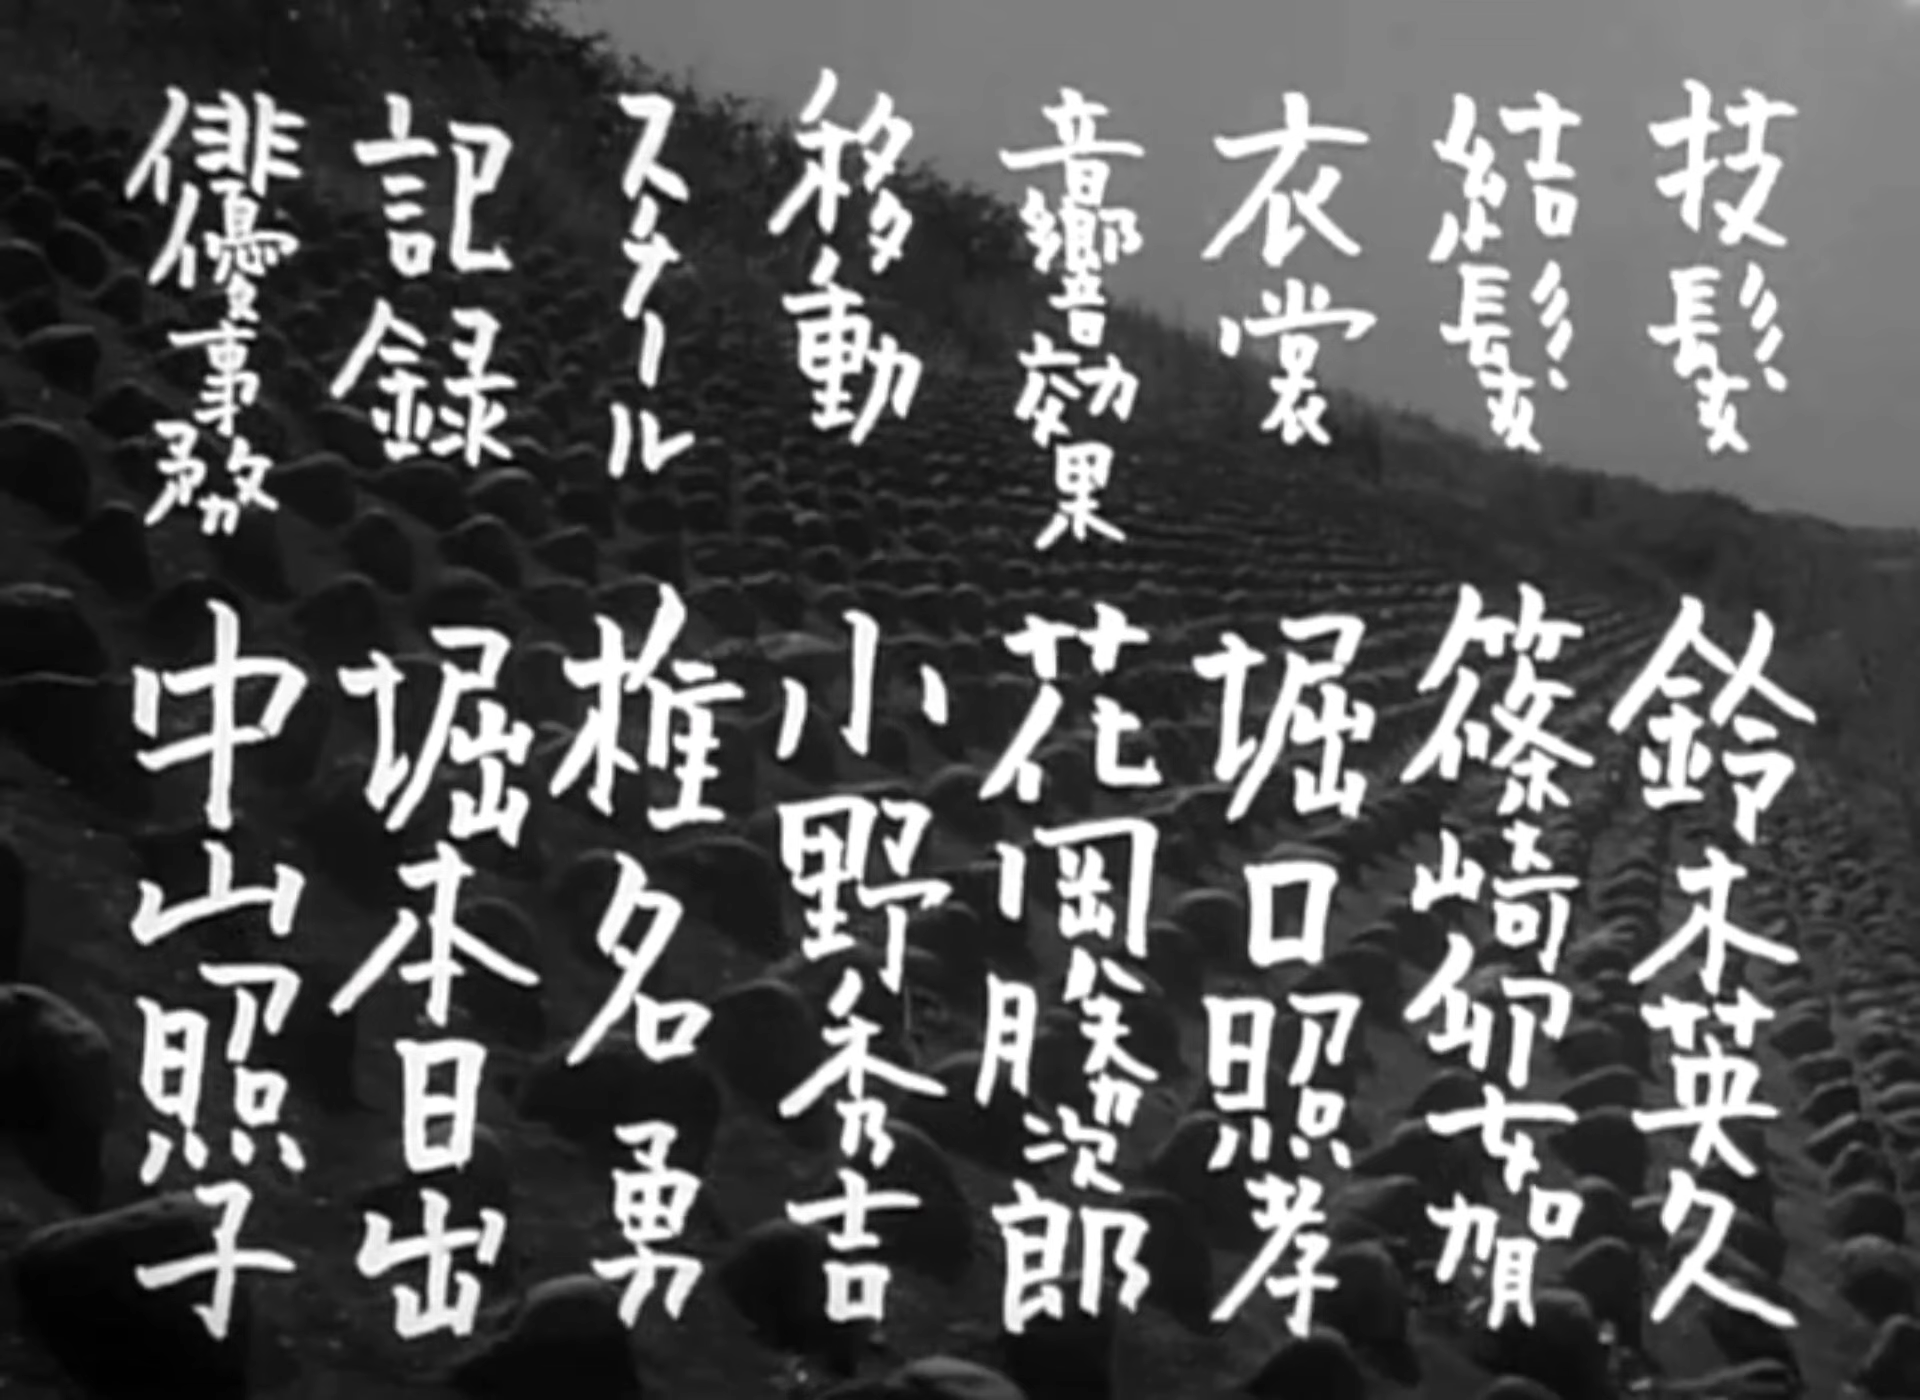 技髪 鈴木英久
結髪 篠崎卯女賀
衣裳 堀口照孝
音響効果 花岡勝次郎
移動 小野秀吉
スチール 椎名勇
記録 堀本日出
俳優事務 中山照子